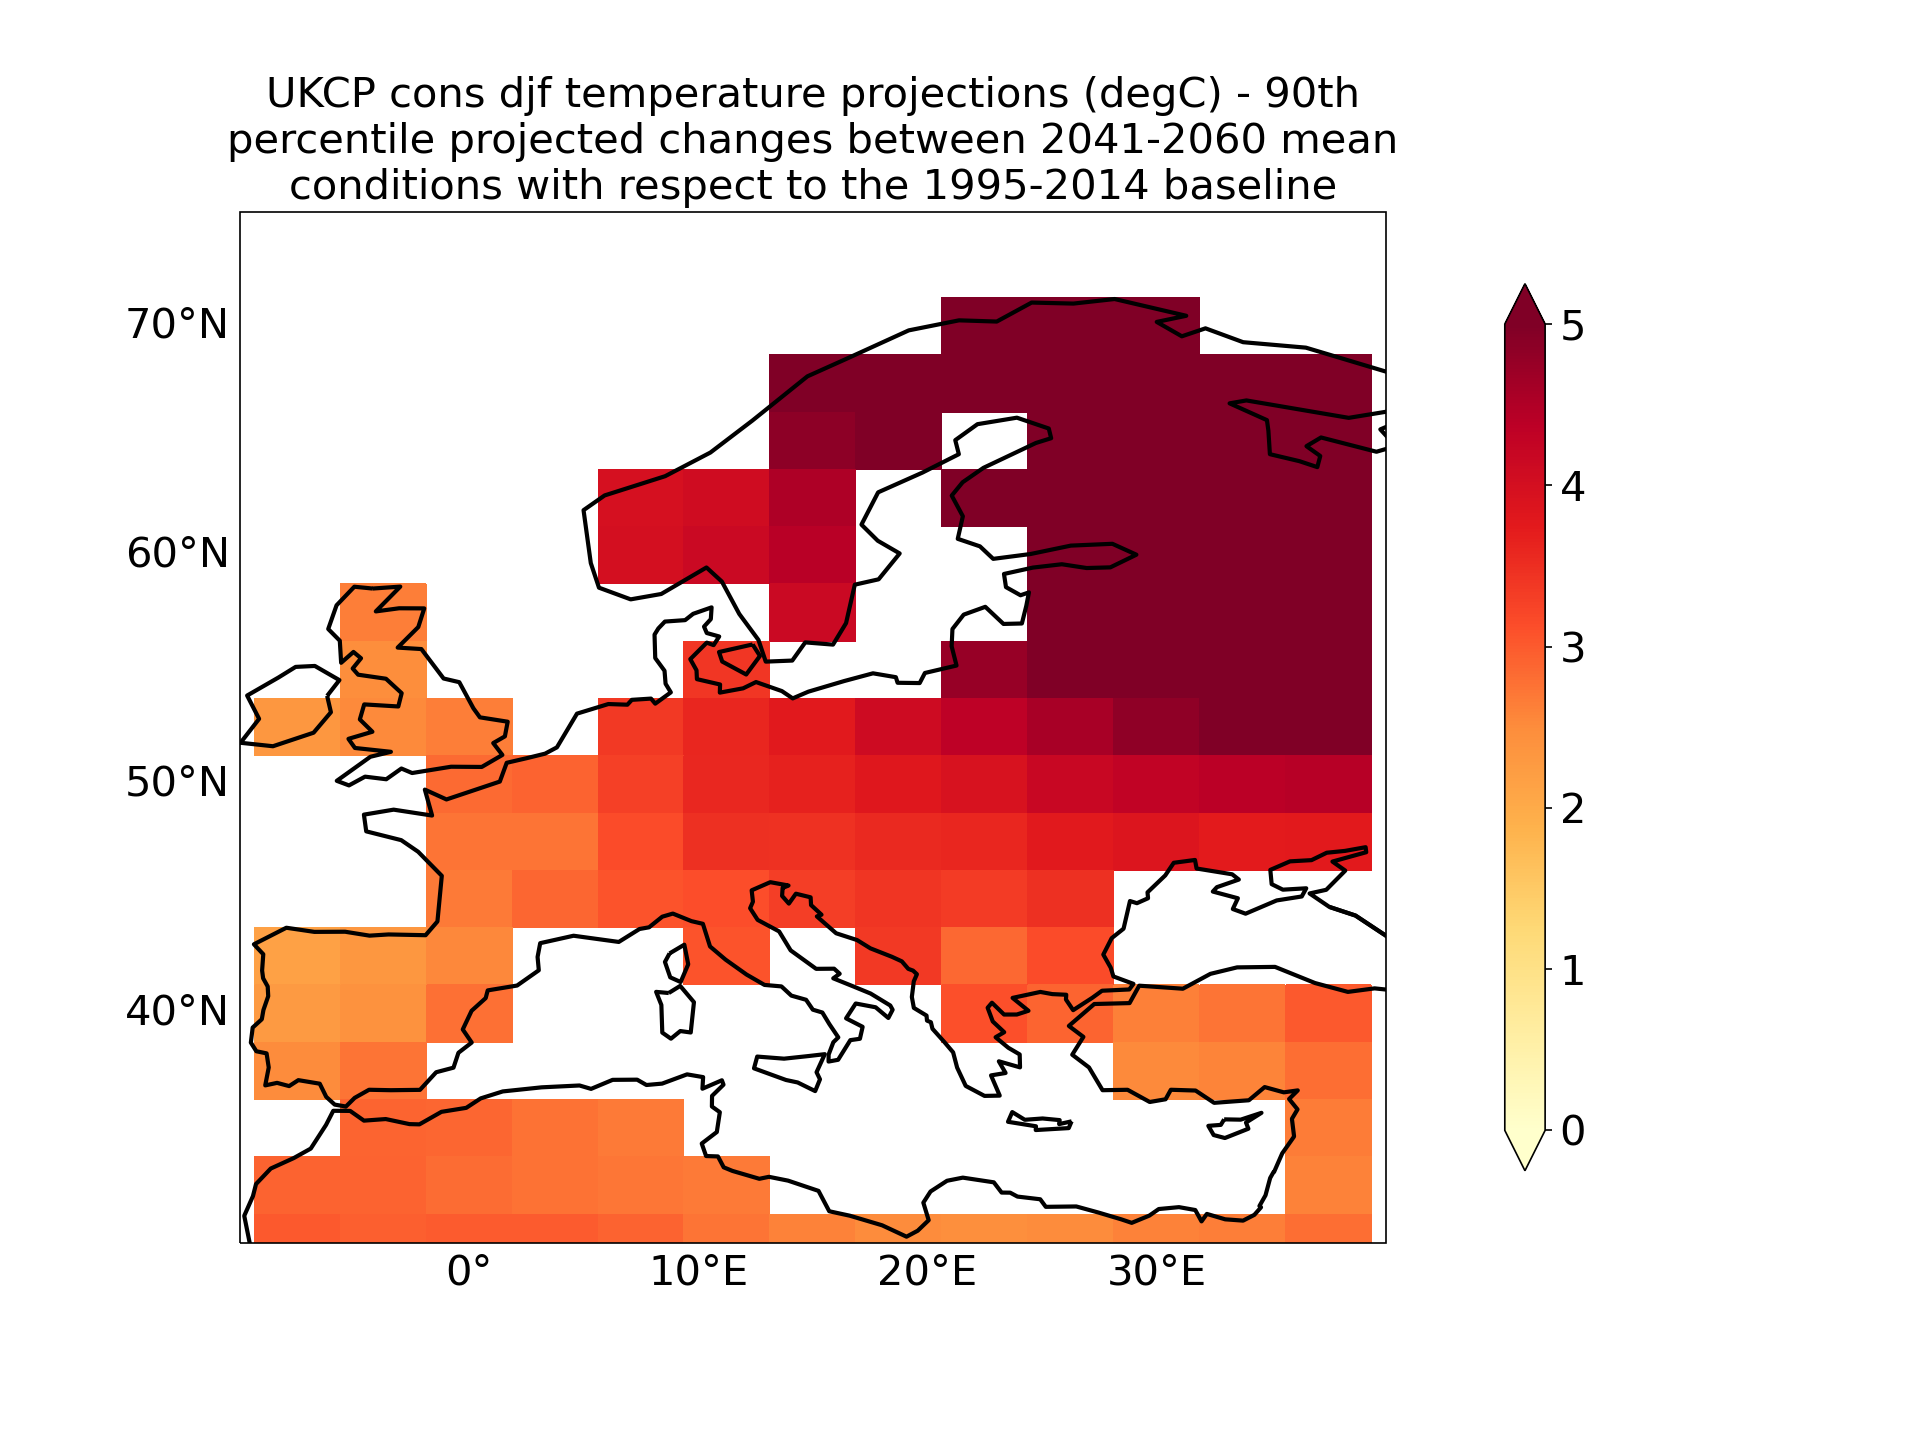 UKCP cons djf temperature projections (degC) - 90th
percentile projected changes between 2041-2060 mean
conditions with respect to the 1995-2014 baseline
70°N
60°N
50°N
40°N
0°
10°E
20°E
30°E
5
4
3
2
1
0